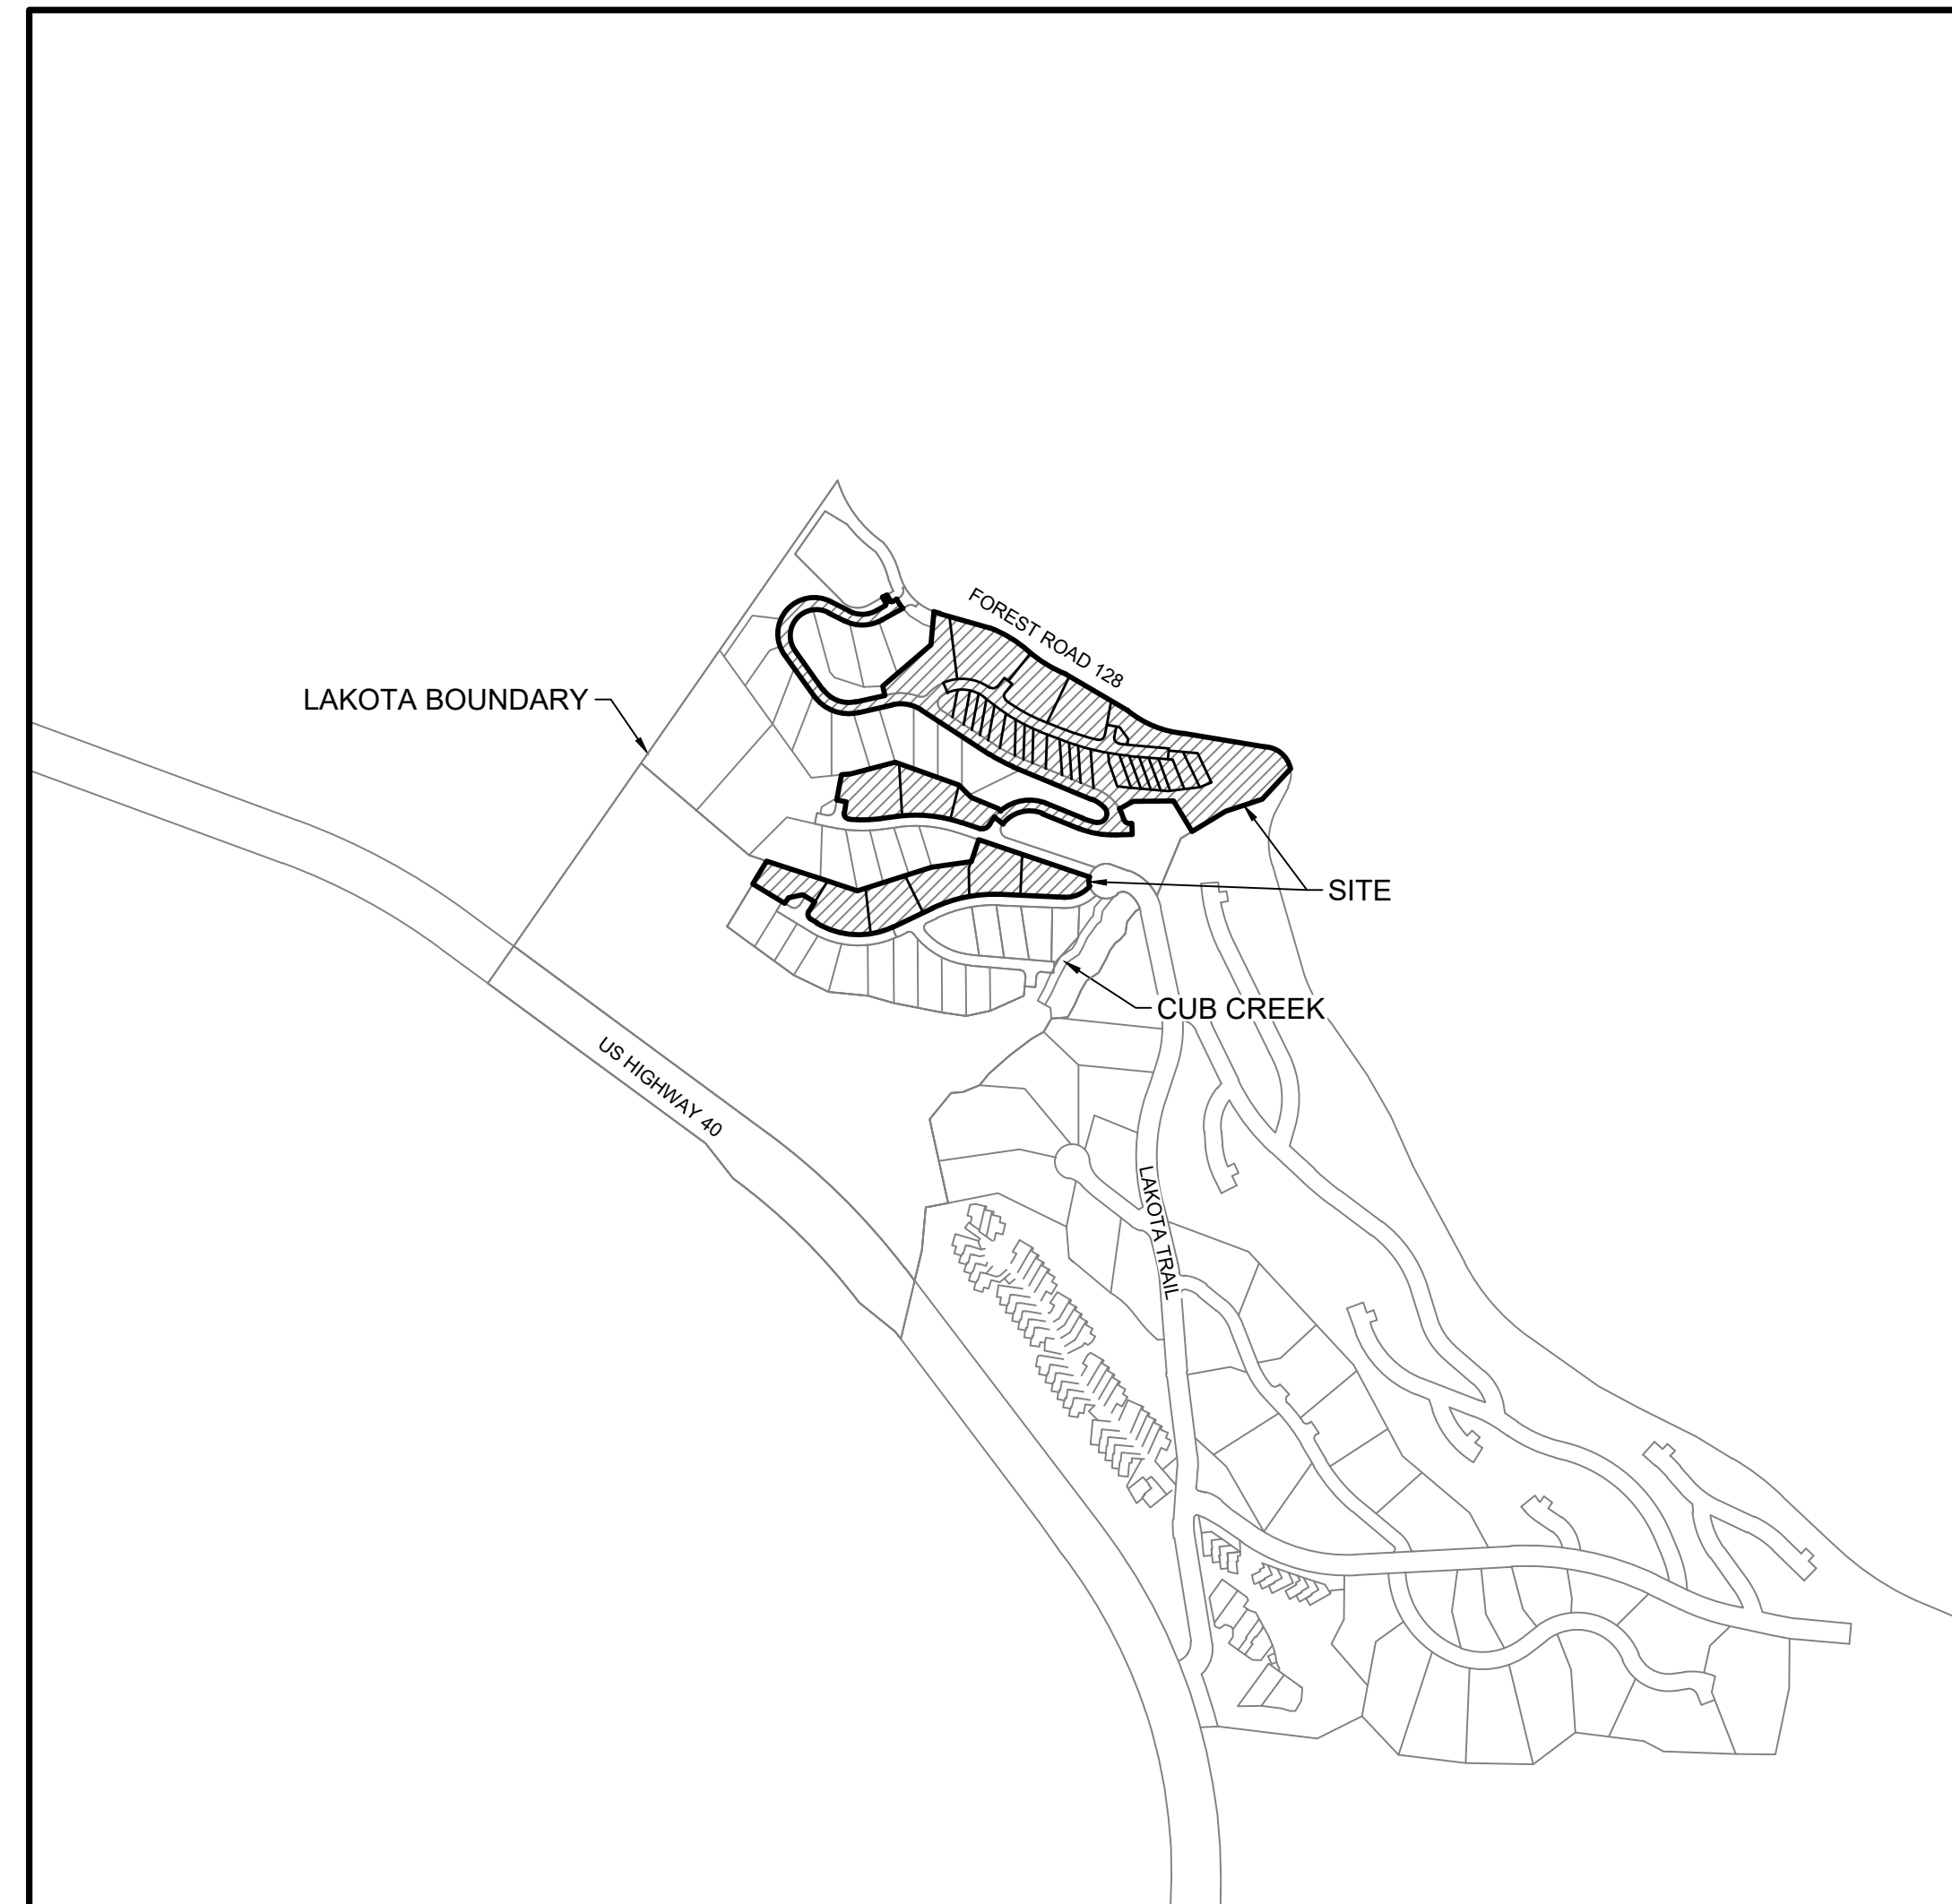 FOREST ROAD 128
LAKOTA BOUNDARY
SITE
CUB CREEK
US HIGHWAY 40
LAKOTA TRAIL